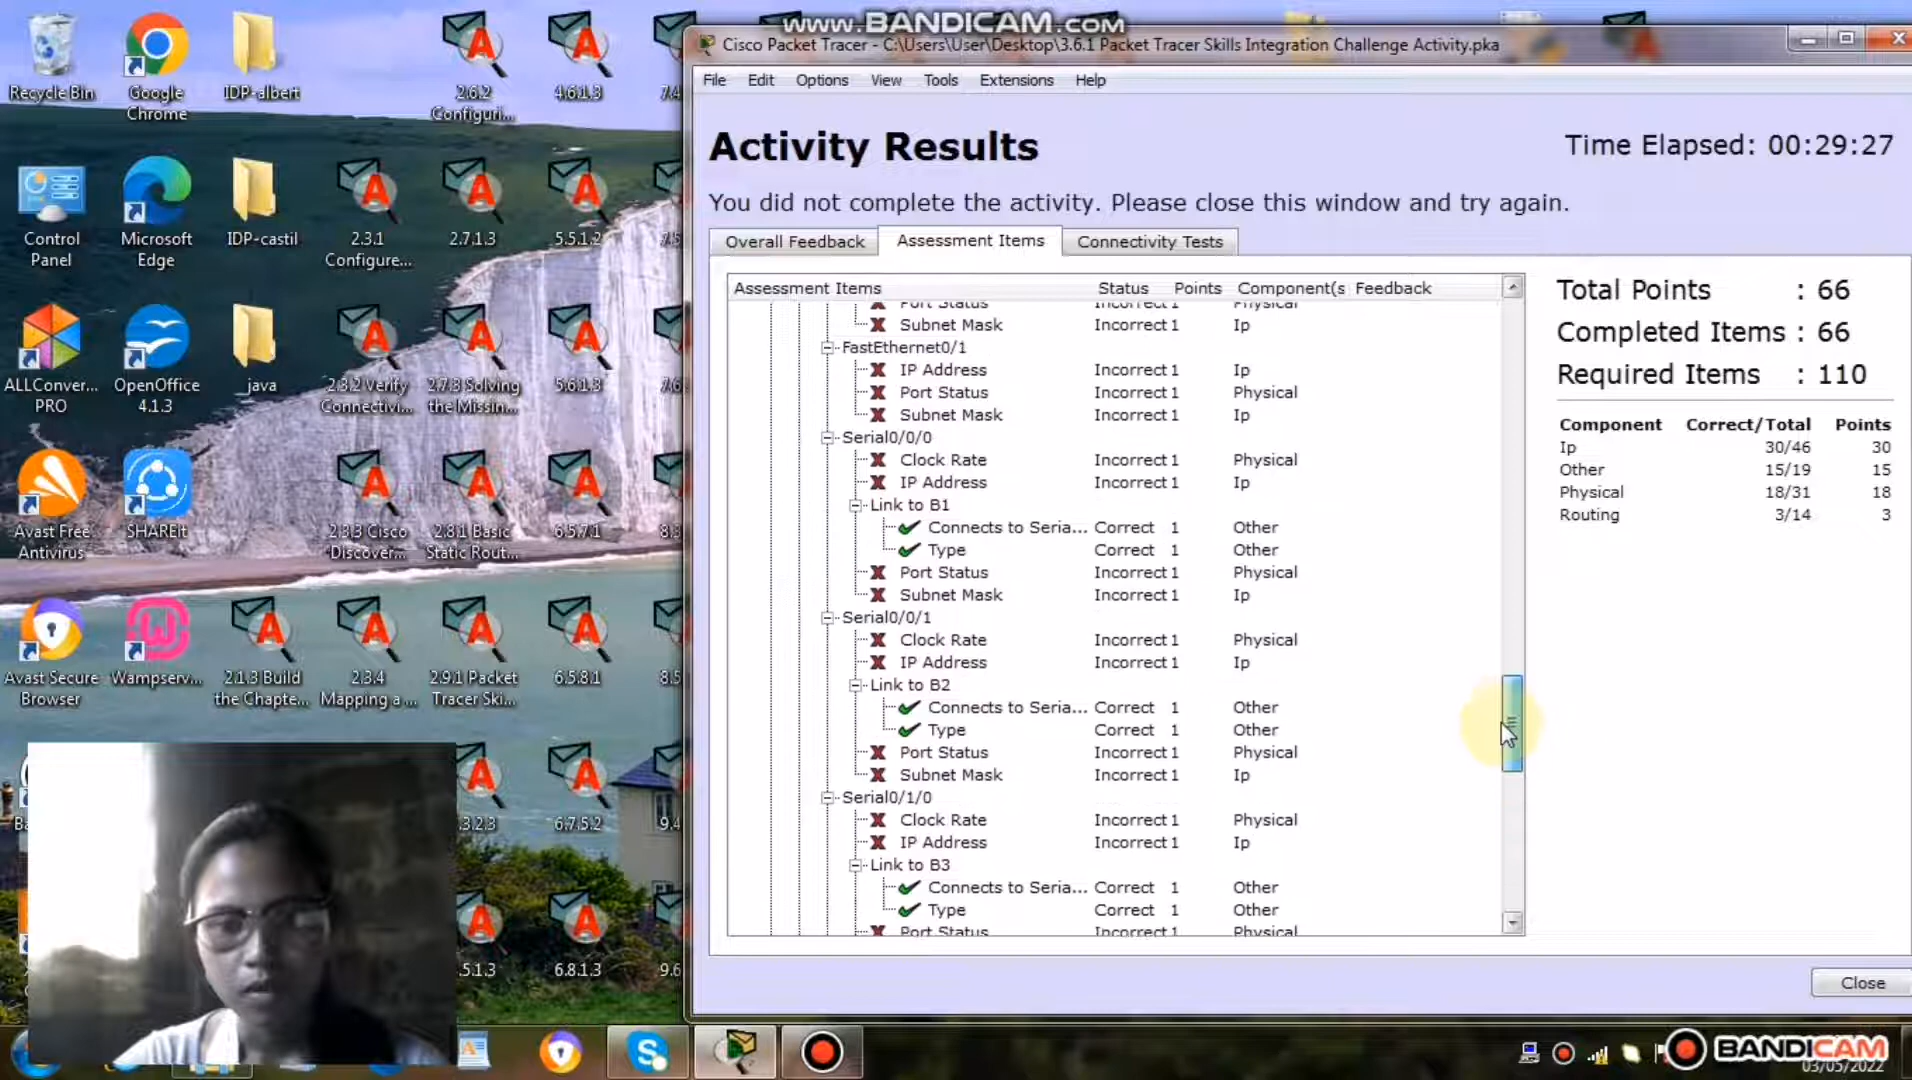 www.BANDICAM.com
Cisco Packet Tracer - C:\Users\User\Desktop\3.6.1 Packet Tracer Skills Integration Challenge Activity.pka
File Edit Options View Tools Extensions Help
Activity Results
Time Elapsed: 00:29:27
You did not complete the activity. Please close this window and try again.
Overall Feedback Assessment Items Connectivity Tests
Assessment Items Status Points Component(s Feedback
Port Status Incorrect 1 Physical
Subnet Mask Incorrect 1 Ip
FastEthernet0/1
IP Address Incorrect 1 Ip
Port Status Incorrect 1 Physical
Subnet Mask Incorrect 1 Ip
Serial0/0/0
Clock Rate Incorrect 1 Physical
IP Address Incorrect 1 Ip
Link to B1
Connects to Seria... Correct 1 Other
Type Correct 1 Other
Port Status Incorrect 1 Physical
Subnet Mask Incorrect 1 Ip
Serial0/0/1
Clock Rate Incorrect 1 Physical
IP Address Incorrect 1 Ip
Link to B2
Connects to Seria... Correct 1 Other
Type Correct 1 Other
Port Status Incorrect 1 Physical
Subnet Mask Incorrect 1 Ip
Serial0/1/0
Clock Rate Incorrect 1 Physical
IP Address Incorrect 1 Ip
Link to B3
Connects to Seria... Correct 1 Other
Type Correct 1 Other
Port Status Incorrect 1 Physical
Total Points : 66
Completed Items : 66
Required Items : 110
Component Correct/Total Points
Ip 30/46 30
Other 15/19 15
Physical 18/31 18
Routing 3/14 3
Close
Recycle Bin
Google Chrome
IDP-albert
2.6.2 Configuri...
4.6.1.3
Control Panel
Microsoft Edge
IDP-castil
2.3.1 Configure...
2.7.1.3
5.5.1.2
ALLConver... PRO
OpenOffice 4.1.3
java
2.3.2 Verify Connectivi...
2.7.3 Solving the Missin...
5.6.1.3
Avast Free Antivirus
SHAREit
2.3.3 Cisco Discover...
2.8.1 Basic Static Rout...
6.5.7.1
Avast Secure Browser
Wampserv...
2.1.3 Build the Chapte...
2.3.4 Mapping a ...
2.9.1 Packet Tracer Ski...
6.5.8.1
3.2.3
6.7.5.2
5.1.3
6.8.1.3
BANDICAM
03/05/2022